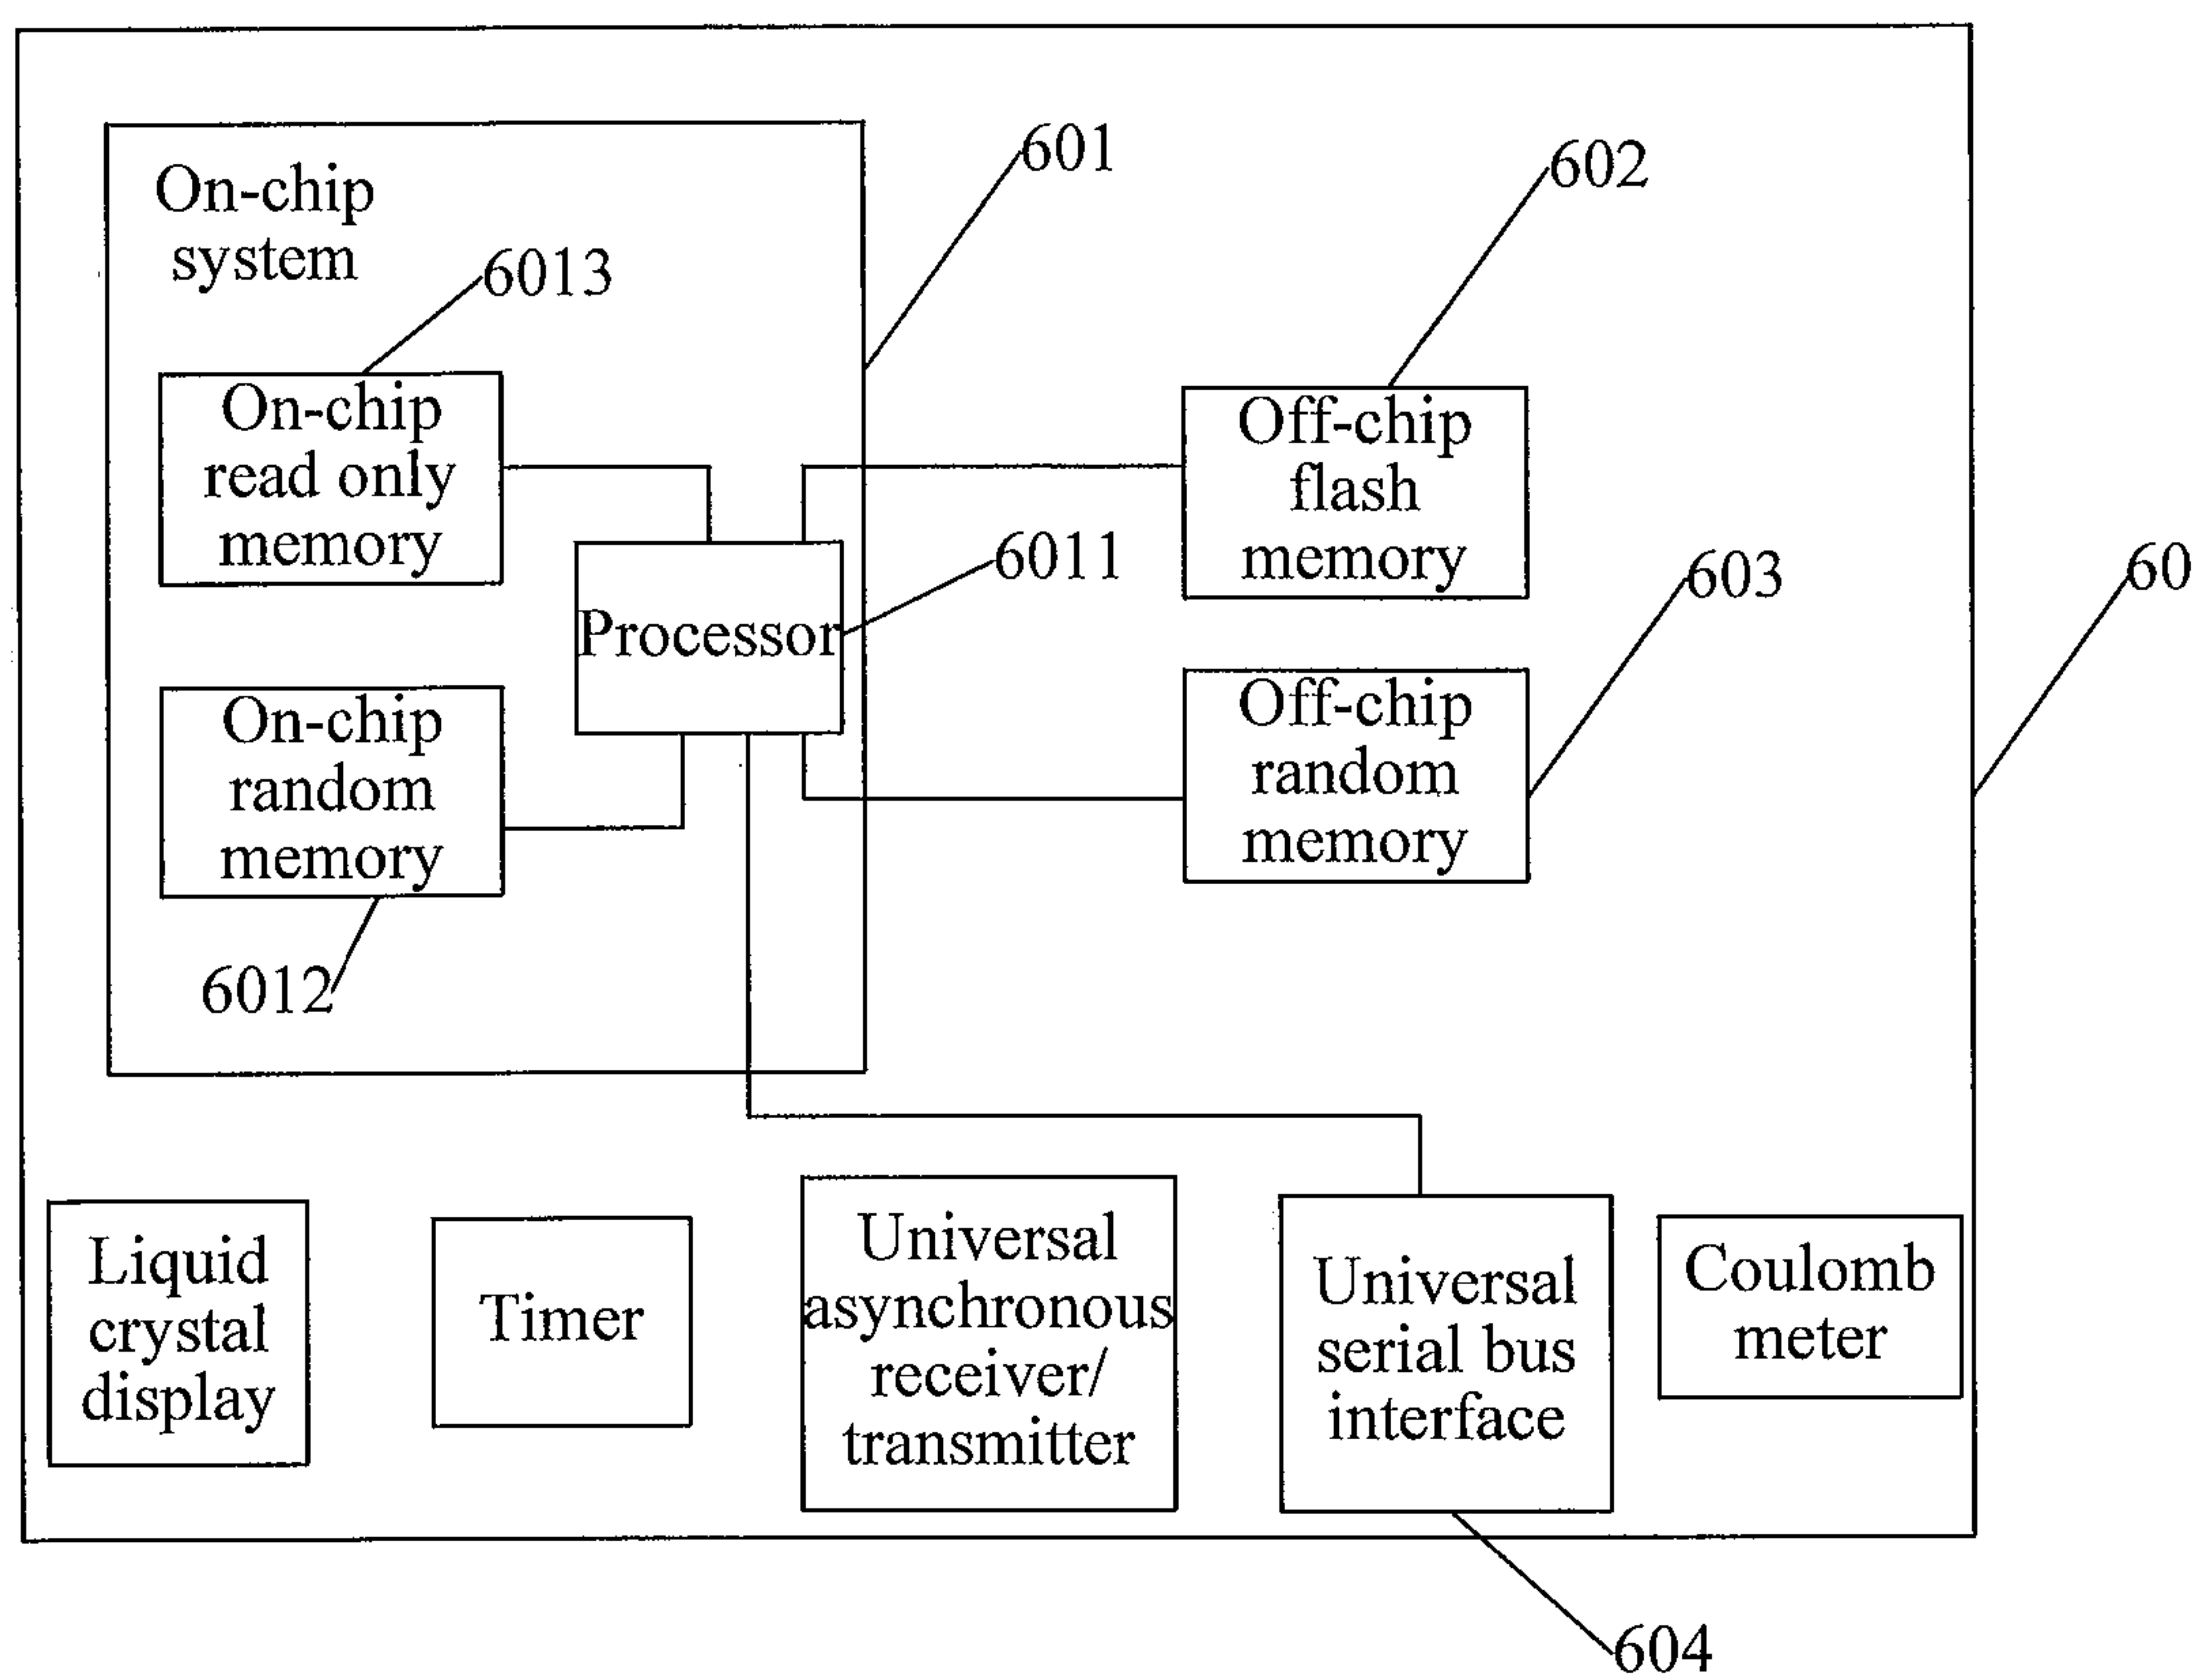 On-chip
system
6013
601
602
On-chip
read only
memory
Off-chip
flash
memory
6011
Processor
603
60
On-chip
random
memory
Off-chip
random
memory
6012
Liquid
crystal
display
Timer
Universal
asynchronous
receiver/
transmitter
Universal
serial bus
interface
Coulomb
meter
604